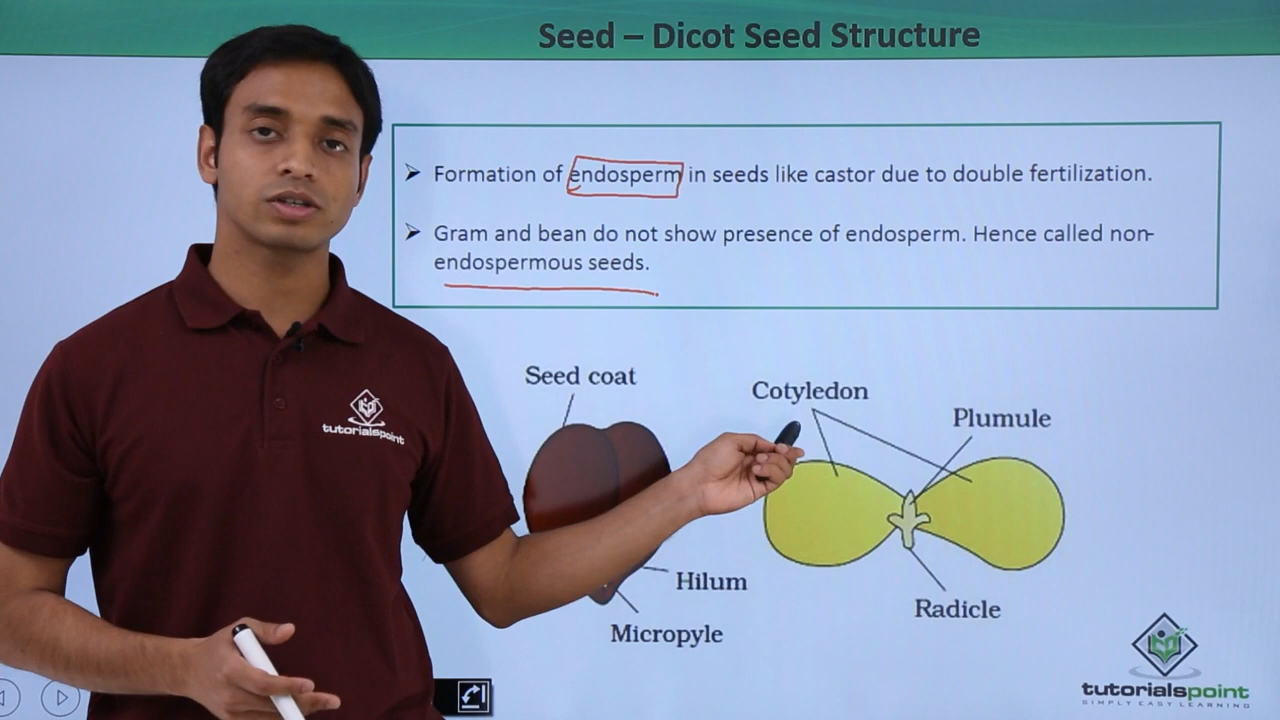 Seed – Dicot Seed Structure
Formation of endosperm in seeds like castor due to double fertilization.
Gram and bean do not show presence of endosperm. Hence called non-
endospermous seeds.
Seed coat
Cotyledon
Plumule
Hilum
Radicle
Micropyle
tutorialspoint
tutorialspoint
SIMPLY EASY LEARNING